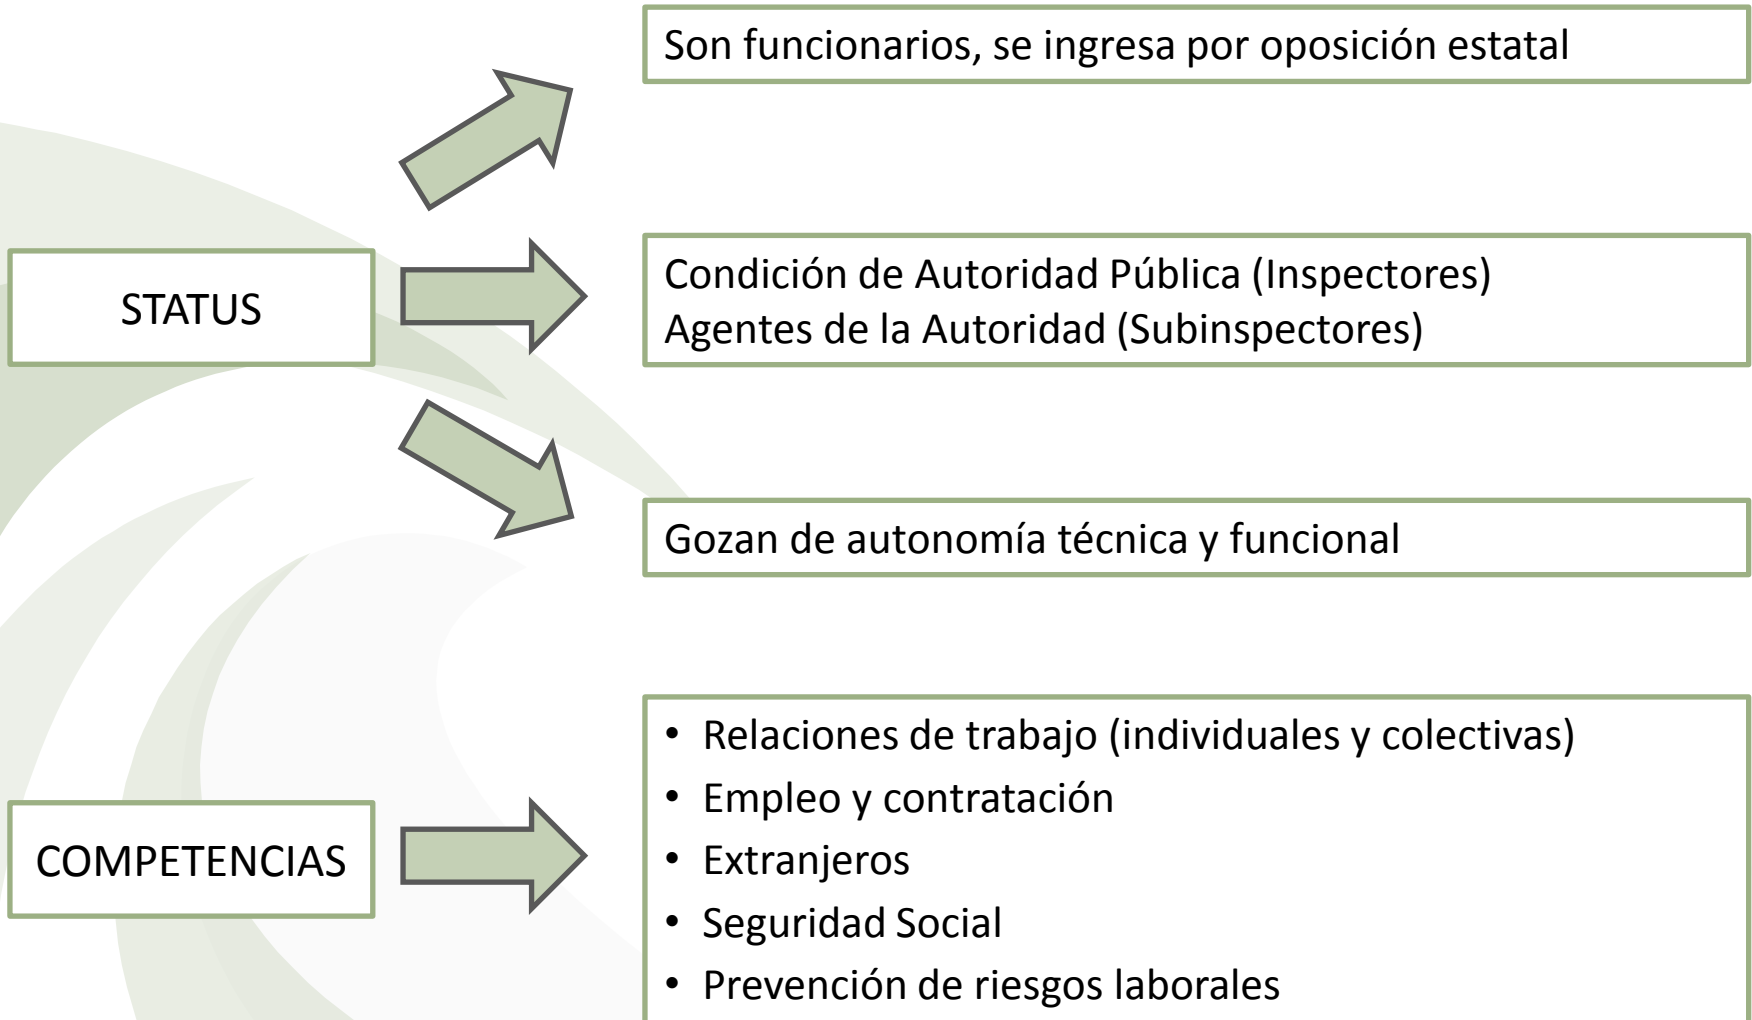 Son funcionarios, se ingresa por oposición estatal
STATUS
Condición de Autoridad Pública (Inspectores)
Agentes de la Autoridad (Subinspectores)
Gozan de autonomía técnica y funcional
COMPETENCIAS
• Relaciones de trabajo (individuales y colectivas)
• Empleo y contratación
• Extranjeros
• Seguridad Social
• Prevención de riesgos laborales